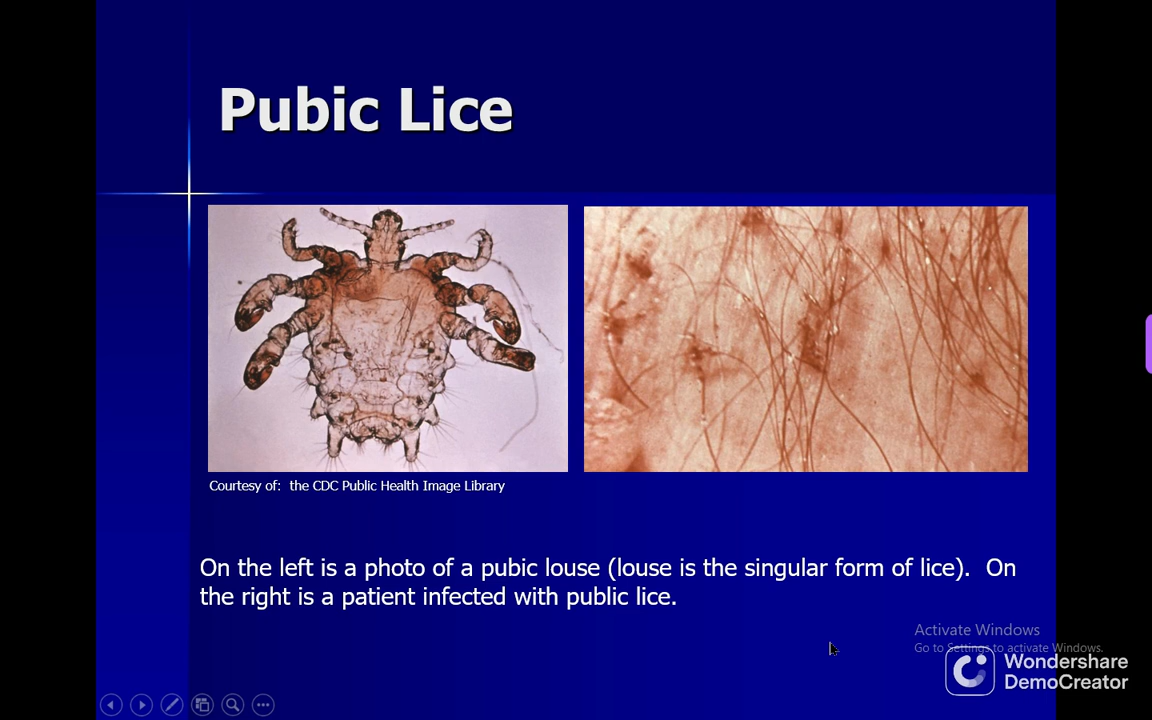 Pubic Lice
Courtesy of:  the CDC Public Health Image Library
On the left is a photo of a pubic louse (louse is the singular form of lice).  On
the right is a patient infected with public lice.
Activate Windows
Go to Settings to activate Windows.
Wondershare
DemoCreator